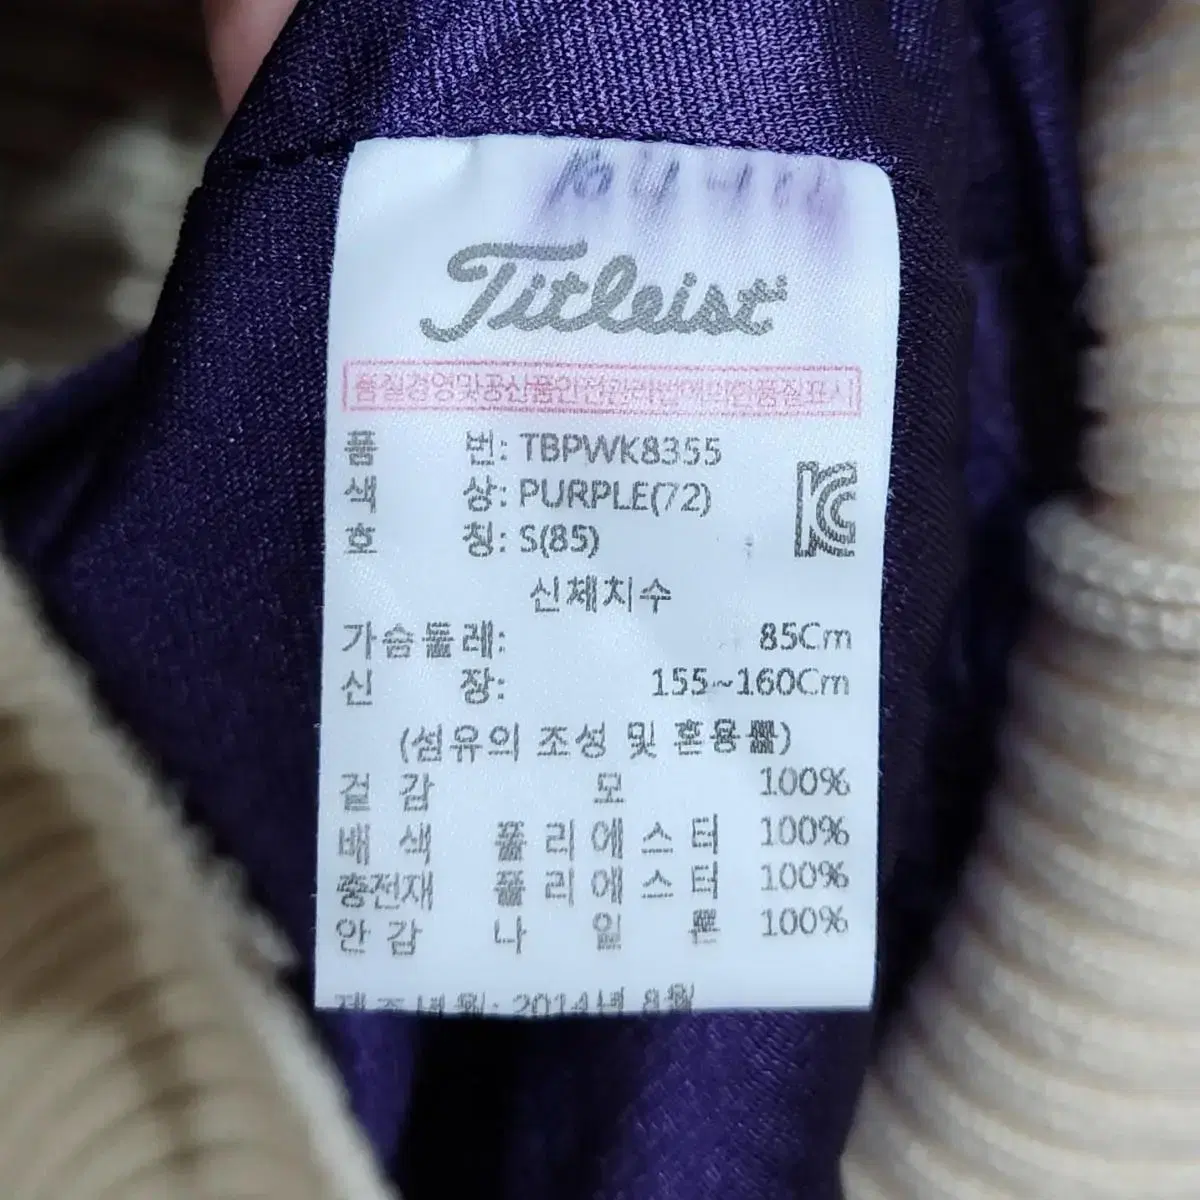 Titleist
품질경영및공산품안전관리법에의한품질표시
품 번: TBPWK8355
색 상: PURPLE(72)
호 칭: S(85)
신체치수
가슴둘레: 85Cm
신 장: 155~160Cm
(섬유의 조성 및 혼용률)
겉 감 모 100%
배 색 폴 리 에 스 터 100%
충전재 폴 리 에 스 터 100%
안 감 나 일 론 100%
제조년월: 2014년 8월